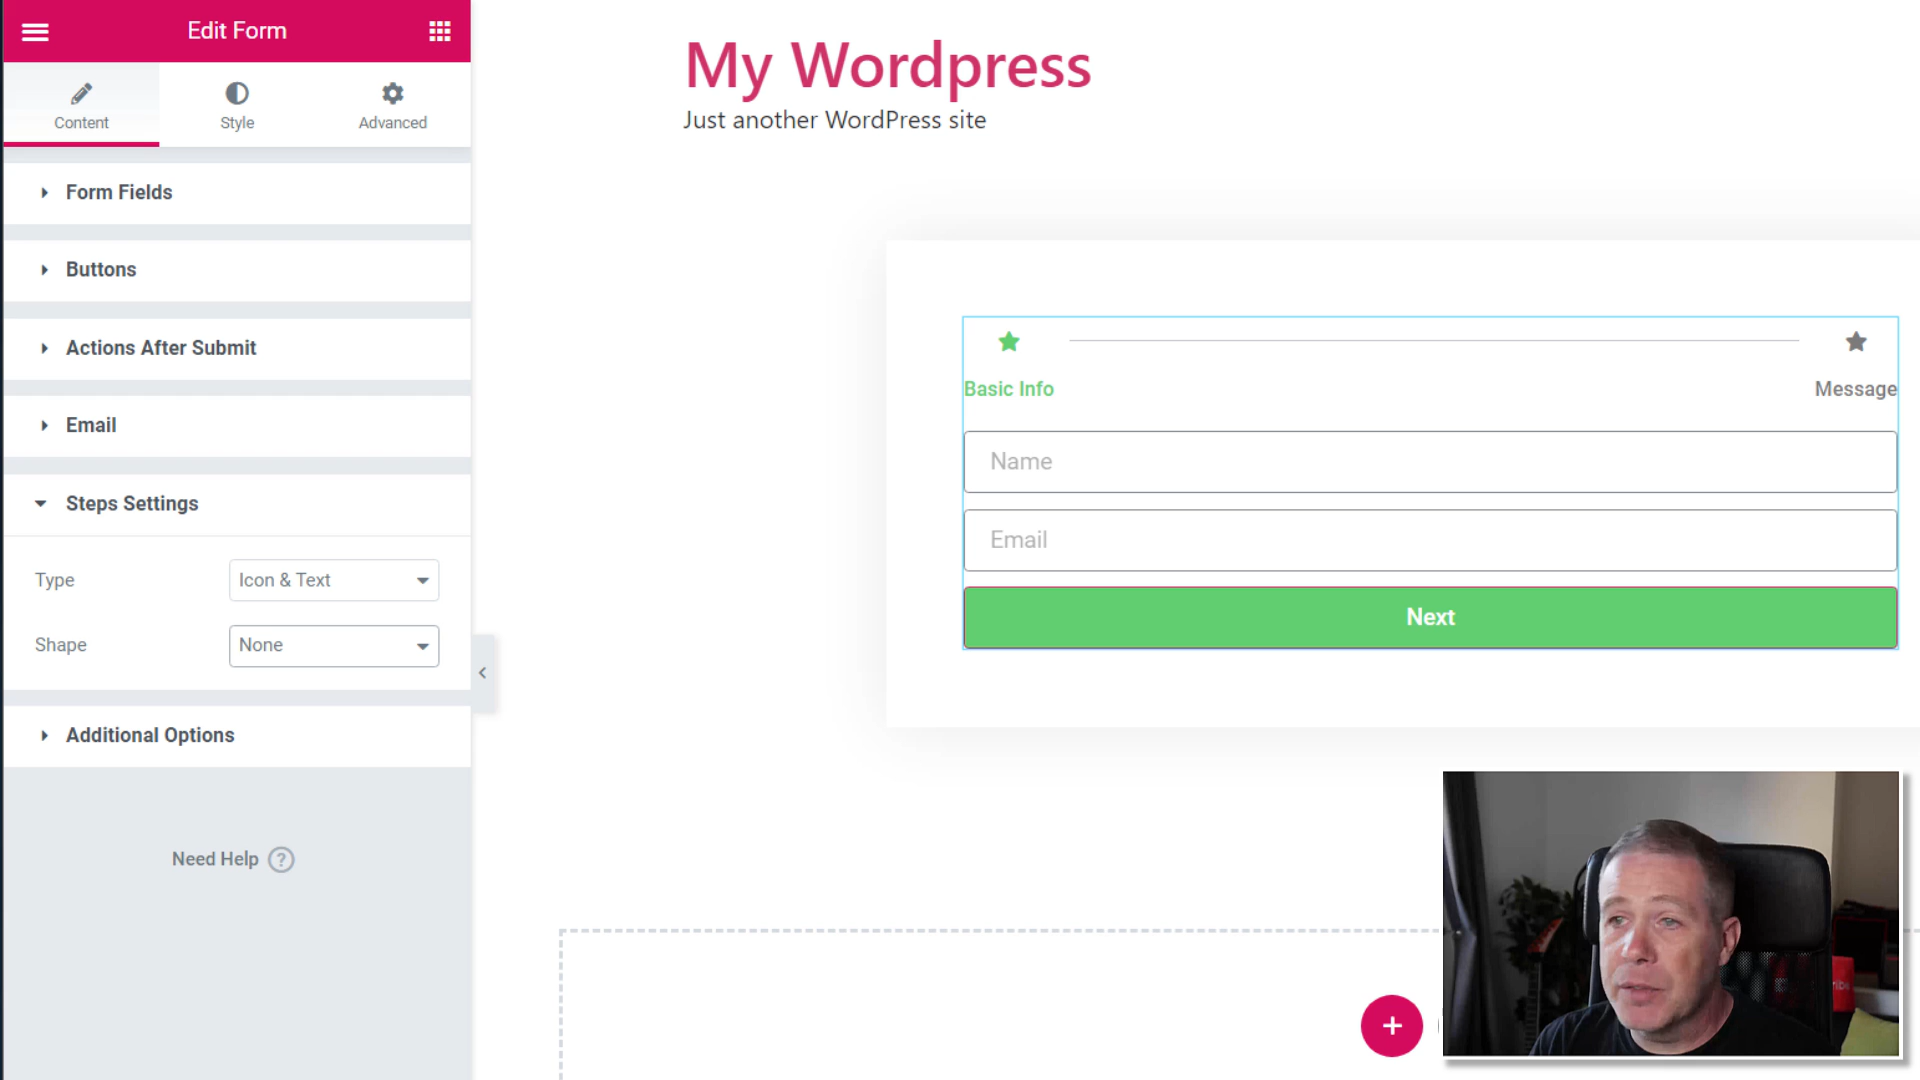 Edit Form
Content
Style
Advanced
Form Fields
Buttons
Actions After Submit
Email
Steps Settings
Type
Icon & Text
Shape
None
Additional Options
Need Help ?
My Wordpress
Just another WordPress site
Basic Info
Message
Name
Email
Next